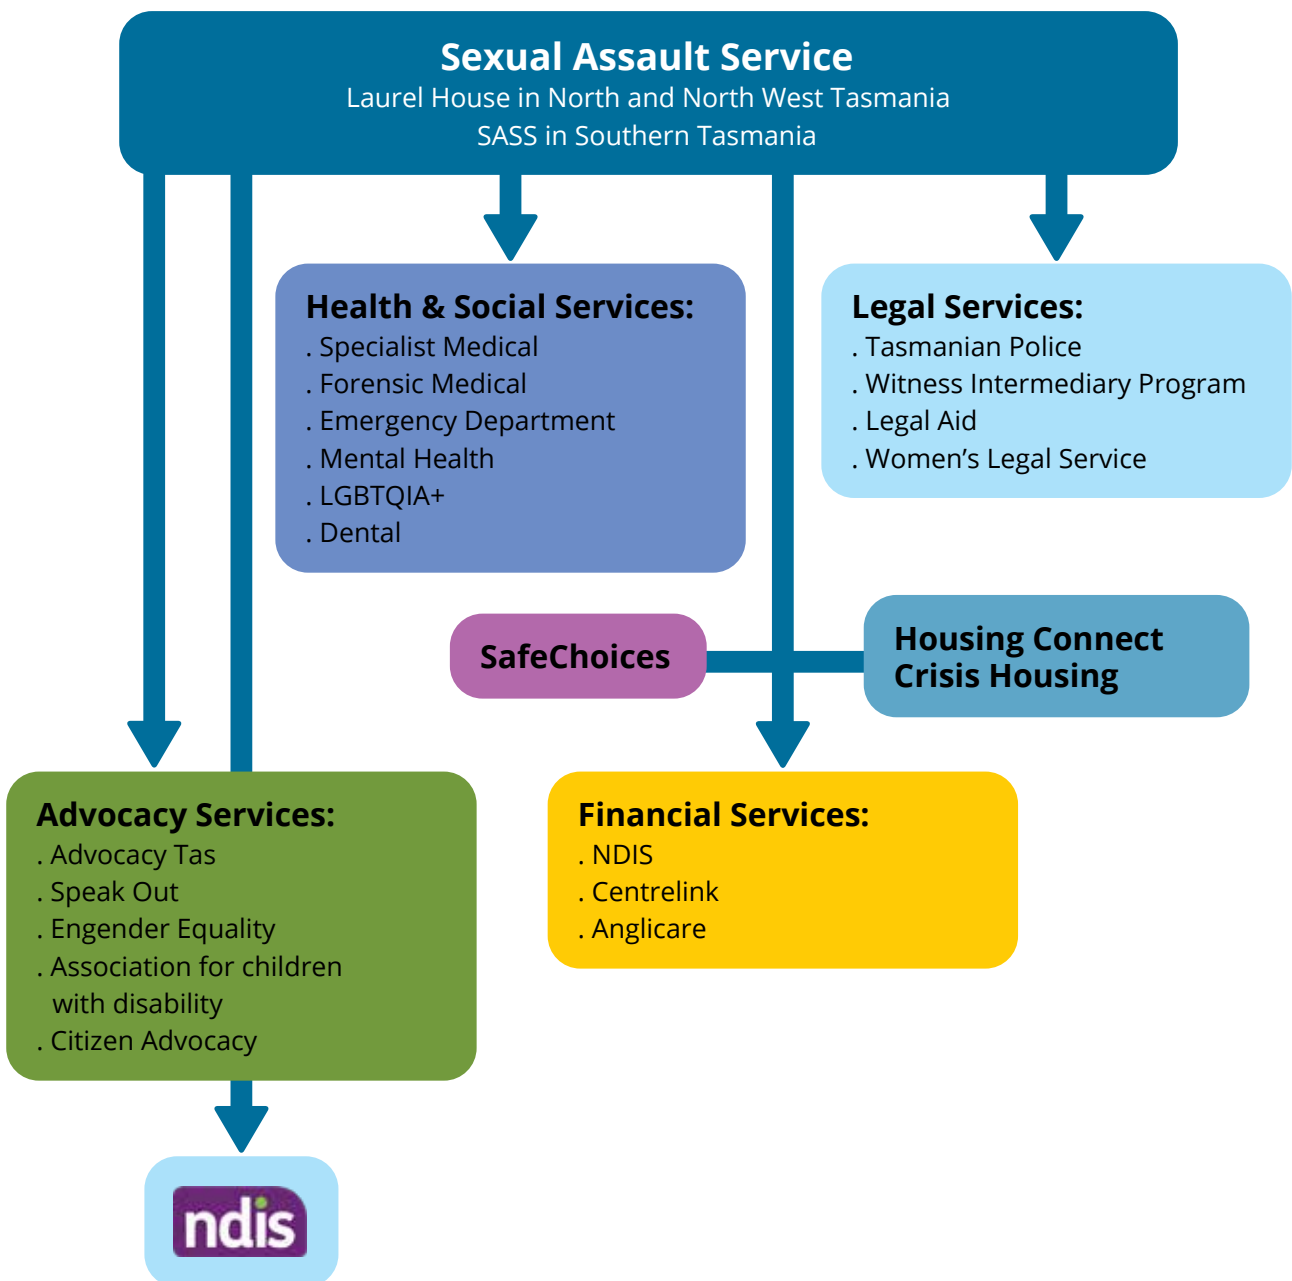 Sexual Assault Service
Laurel House in North and North West Tasmania
SASS in Southern Tasmania
Health & Social Services:
. Specialist Medical
. Forensic Medical
. Emergency Department
. Mental Health
. LGBTQIA+
. Dental
Legal Services:
. Tasmanian Police
. Witness Intermediary Program
. Legal Aid
. Women’s Legal Service
SafeChoices
Housing Connect
Crisis Housing
Advocacy Services:
. Advocacy Tas
. Speak Out
. Engender Equality
. Association for children
with disability
. Citizen Advocacy
Financial Services:
. NDIS
. Centrelink
. Anglicare
ndis